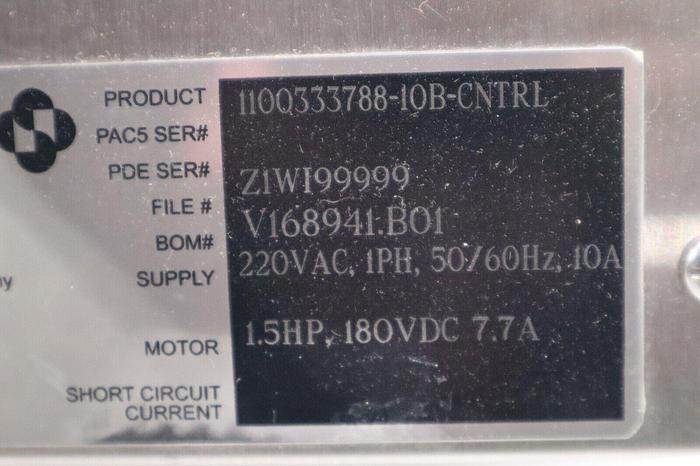 PRODUCT 1100333788-10B-CNTRL
PAC5 SER#
PDE SER# Z1WI99999
FILE # V168941.B01
BOM#
SUPPLY 220VAC, 1PH, 50/60Hz, 10A
MOTOR 1.5HP, 180VDC 7.7A
SHORT CIRCUIT
CURRENT